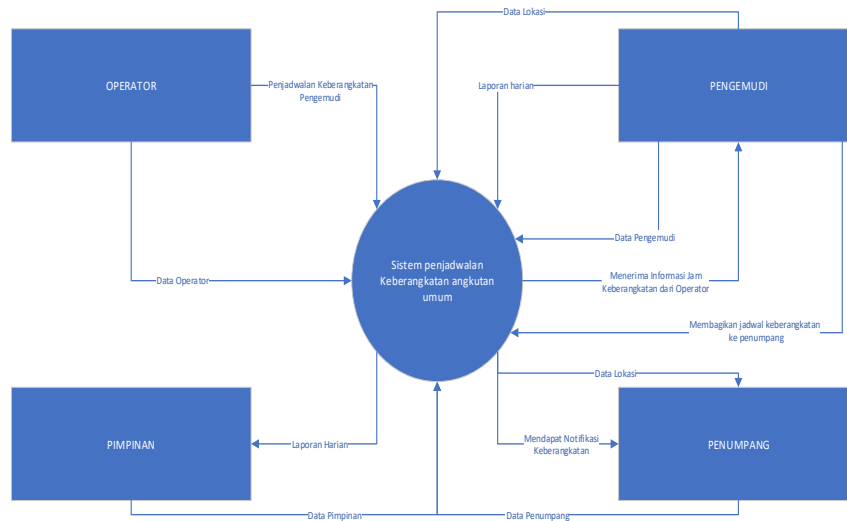 Data Lokasi
OPERATOR
Penjadwalan Keberangkatan
Pengemudi
Laporan harian
PENGEMUDI
Data Pengemudi
Sistem penjadwalan
Keberangkatan angkutan
umum
Data Operator
Menerima Informasi Jam
Keberangkatan dari Operator
Membagikan jadwal keberangkatan
ke penumpang
Data Lokasi
PIMPINAN
Laporan Harian
Mendapat Notifikasi
Keberangkatan
PENUMPANG
Data Pimpinan
Data Penumpang